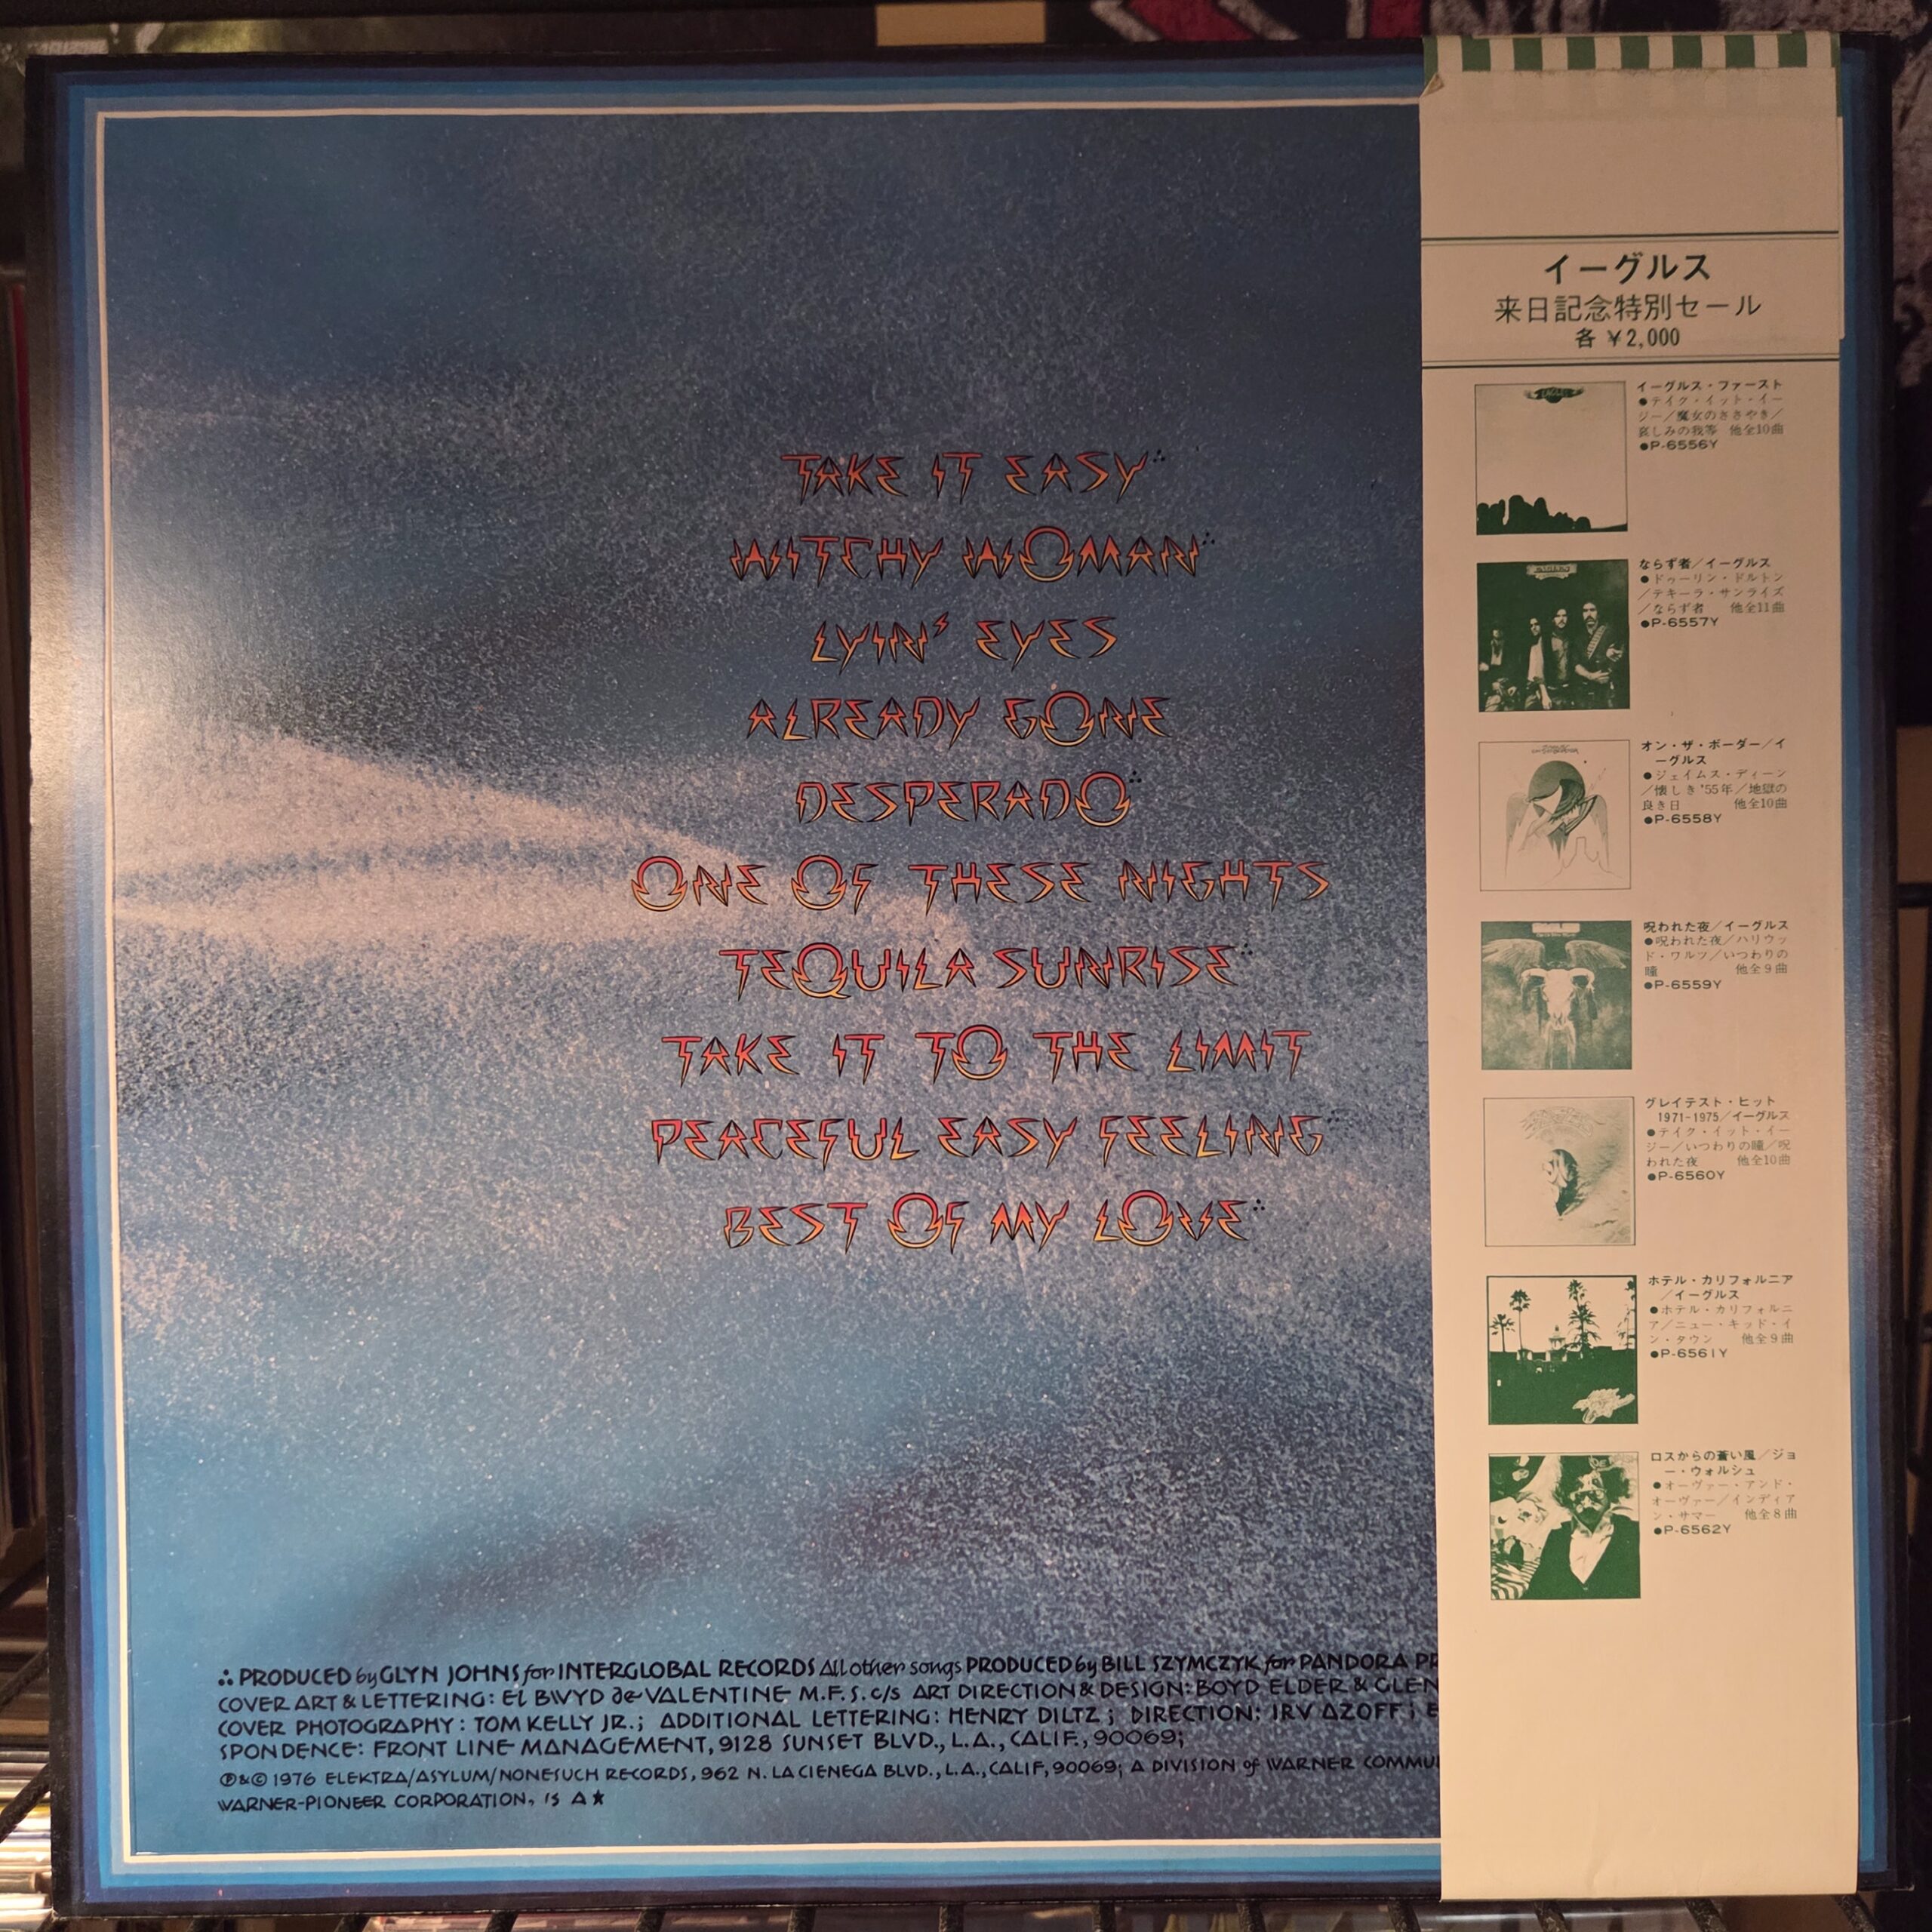 TAKE IT EASY∴
WITCHY WOMAN∴
LYIN' EYES
ALREADY GONE
DESPERADO∴
ONE OF THESE NIGHTS
TEQUILA SUNRISE∴
TAKE IT TO THE LIMIT
PEACEFUL EASY FEELING∴
BEST OF MY LOVE∴
∴ PRODUCED by GLYN JOHNS for INTERGLOBAL RECORDS All other songs PRODUCED by BILL SZYMCZYK for PANDORA PR
COVER ART & LETTERING: El BWYD de VALENTINE M.F.S. c/s ART DIRECTION & DESIGN: BOYD ELDER & GLEN
COVER PHOTOGRAPHY: TOM KELLY JR.; ADDITIONAL LETTERING: HENRY DILTZ; DIRECTION: IRV AZOFF; E
SPONDENCE: FRONT LINE MANAGEMENT, 9128 SUNSET BLVD., L.A., CALIF., 90069;
℗&© 1976 ELEKTRA/ASYLUM/NONESUCH RECORDS, 962 N. LA CIENEGA BLVD., L.A., CALIF, 90069; A DIVISION of WARNER COMMU
WARNER-PIONEER CORPORATION, IS A ★
イーグルス
来日記念特別セール
各 ¥2,000
イーグルス・ファースト
●テイク・イット・イー
ジー／魔女のささやき／
哀しみの我等 他全10曲
●P-6556Y
ならず者／イーグルス
●ドゥーリン・ドルトン
／テキーラ・サンライズ
／ならず者 他全11曲
●P-6557Y
オン・ザ・ボーダー／イ
ーグルス
●ジェイムス・ディーン
／懐しき'55年／地獄の
良き日 他全10曲
●P-6558Y
呪われた夜／イーグルス
●呪われた夜／ハリウッ
ド・ワルツ／いつわりの
瞳 他全9曲
●P-6559Y
グレイテスト・ヒット
1971-1975／イーグルス
●テイク・イット・イー
ジー／いつわりの瞳／呪
われた夜 他全10曲
●P-6560Y
ホテル・カリフォルニア
／イーグルス
●ホテル・カリフォルニ
ア／ニュー・キッド・イ
ン・タウン 他全9曲
●P-6561Y
ロスからの蒼い風／ジョ
ー・ウォルシュ
●オーヴァー・アンド・
オーヴァー／インディア
ン・サマー 他全8曲
●P-6562Y